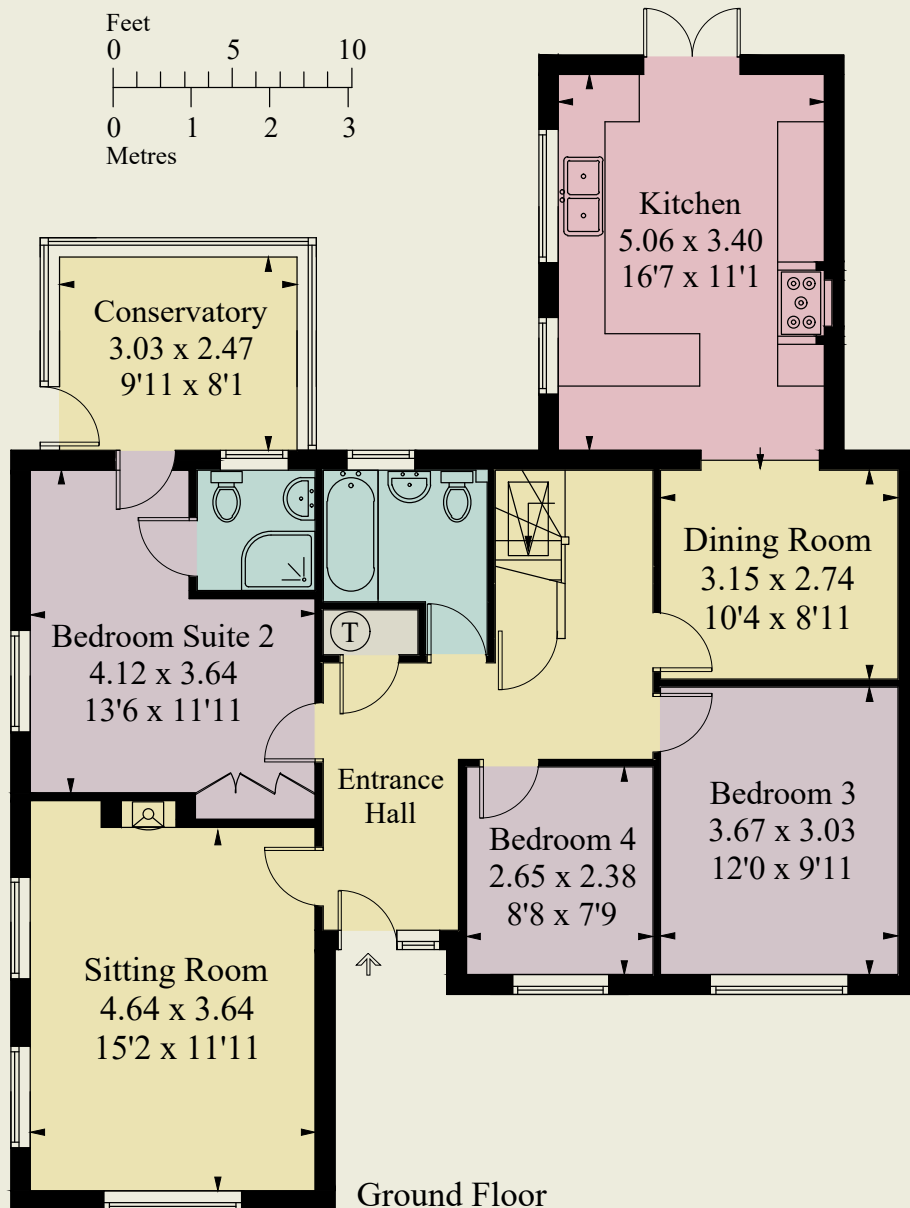 Feet
0 5 10
0 1 2 3
Metres
Kitchen
5.06 x 3.40
16'7 x 11'1
Conservatory
3.03 x 2.47
9'11 x 8'1
Dining Room
3.15 x 2.74
10'4 x 8'11
Bedroom Suite 2
4.12 x 3.64
13'6 x 11'11
T
Entrance
Hall
Bedroom 3
3.67 x 3.03
12'0 x 9'11
Bedroom 4
2.65 x 2.38
8'8 x 7'9
Sitting Room
4.64 x 3.64
15'2 x 11'11
Ground Floor